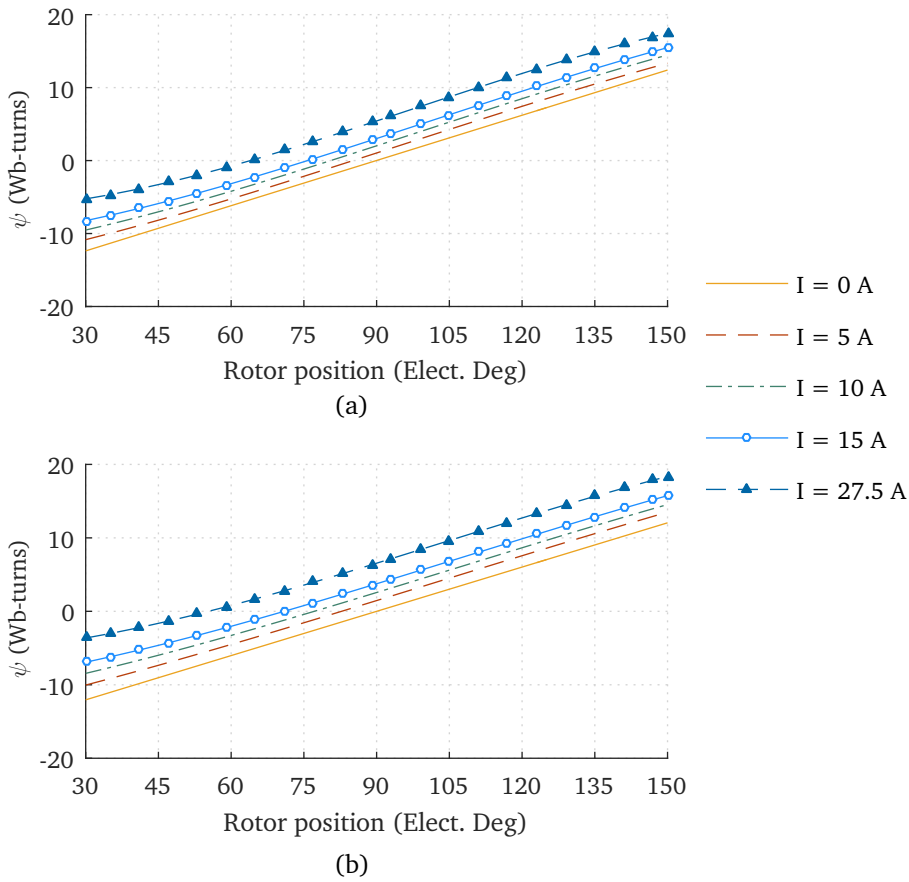 20
10
0
-10
-20
ψ (Wb-turns)
30 45 60 75 90 105 120 135 150
Rotor position (Elect. Deg)
(a)
I = 0 A
I = 5 A
I = 10 A
I = 15 A
I = 27.5 A
20
10
0
-10
-20
ψ (Wb-turns)
30 45 60 75 90 105 120 135 150
Rotor position (Elect. Deg)
(b)